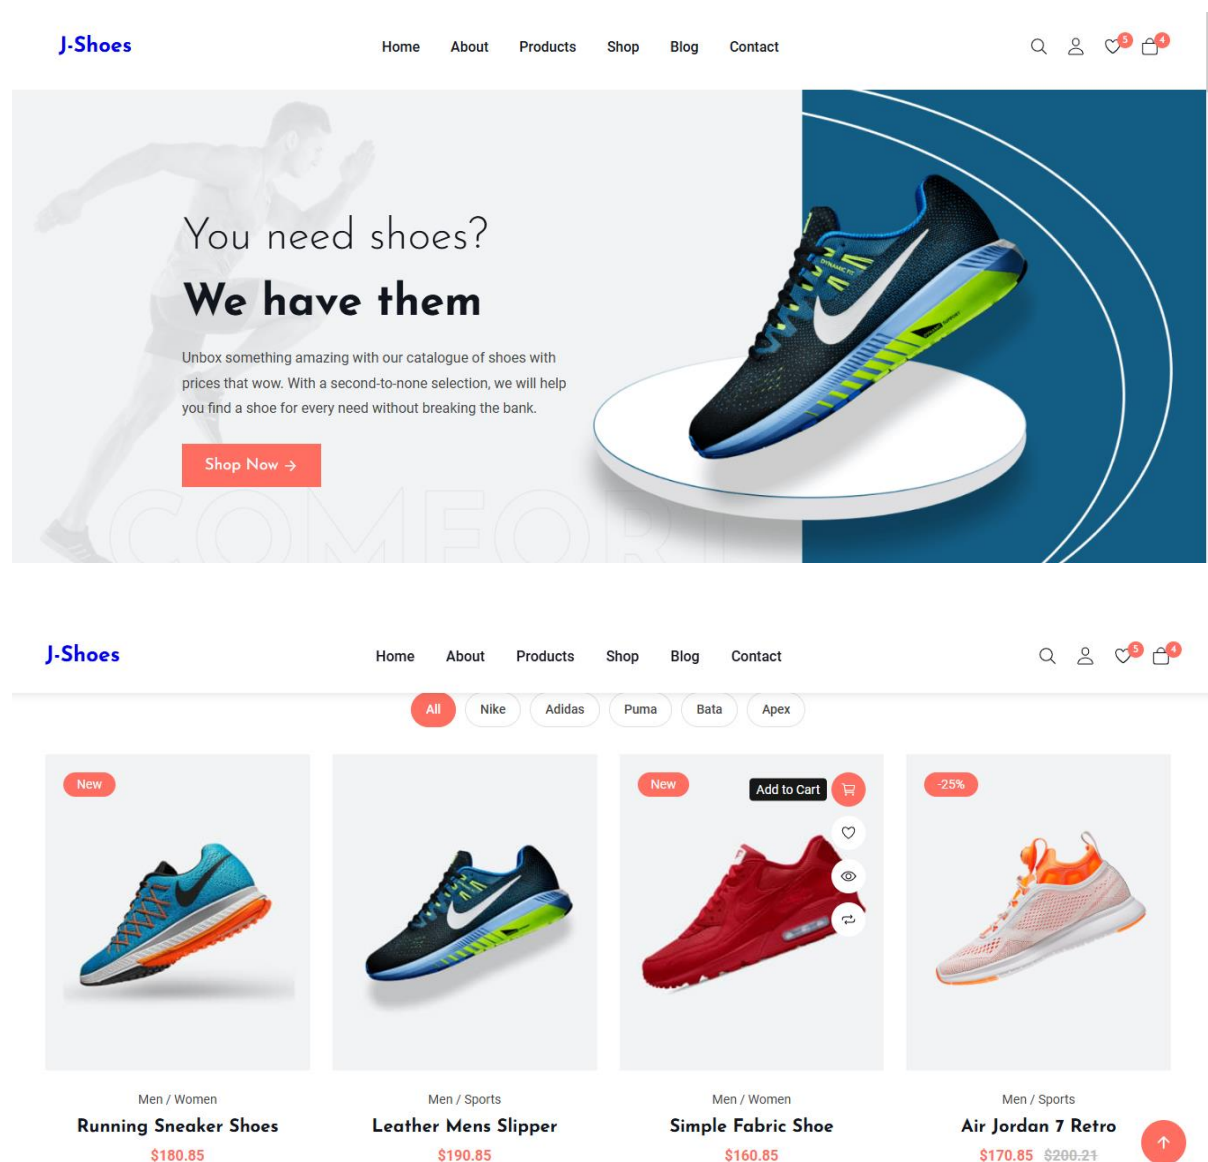 J-Shoes
Home About Products Shop Blog Contact
5 4
You need shoes?
We have them
Unbox something amazing with our catalogue of shoes with
prices that wow. With a second-to-none selection, we will help
you find a shoe for every need without breaking the bank.
Shop Now →
COMFORT
DYNAMIC FIT
J-Shoes
Home About Products Shop Blog Contact
5 4
All Nike Adidas Puma Bata Apex
New New Add to Cart -25%
Men / Women Men / Sports Men / Women Men / Sports
Running Sneaker Shoes Leather Mens Slipper Simple Fabric Shoe Air Jordan 7 Retro
$180.85 $190.85 $160.85 $170.85 $200.21